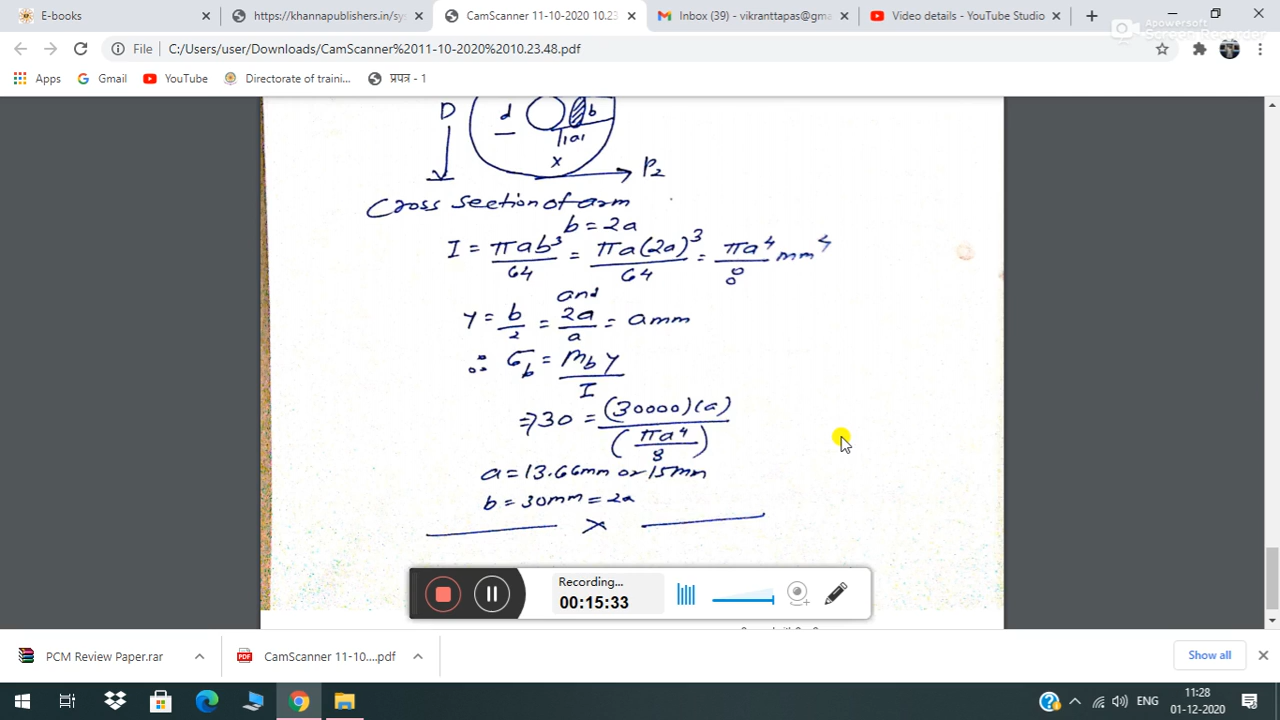 E-books
https://khannapublishers.in/sy
CamScanner 11-10-2020 10.23
Inbox (39) - vikranttapas@gma
Video details - YouTube Studio
Apowersoft
Screen Recorder
File
C:/Users/user/Downloads/CamScanner%2011-10-2020%2010.23.48.pdf
Apps
Gmail
YouTube
Directorate of traini...
प्रपत्र - 1
D
d
b
a
x
P2
Cross section of arm
b = 2a
I = πab³/64 = πa(2a)³/64 = πa⁴/8 mm⁴
and
Y = b/2 = 2a/a = a mm
∴ σb = Mb y/I
⇒ 30 = (30000)(a)/(πa⁴/8)
a = 13.66mm or 15mm
b = 30mm = 2a
x
Recording...
00:15:33
PCM Review Paper.rar
CamScanner 11-10....pdf
Show all
ENG
11:28
01-12-2020